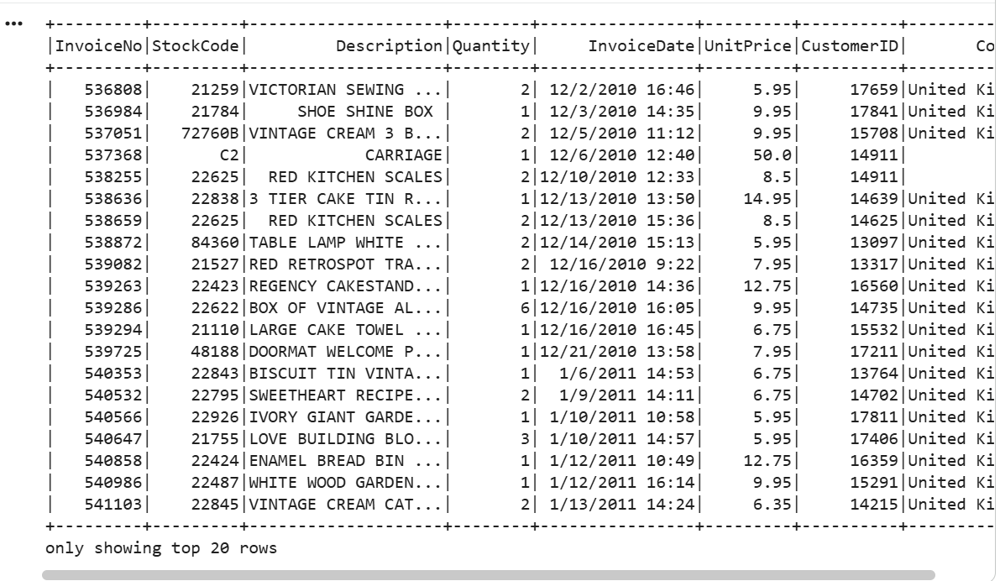 •••
+---------+---------+--------------------+--------+----------------+---------+----------+---------
|InvoiceNo|StockCode|         Description|Quantity|     InvoiceDate|UnitPrice|CustomerID|       Co
+---------+---------+--------------------+--------+----------------+---------+----------+---------
|   536808|    21259|VICTORIAN SEWING ...|       2| 12/2/2010 16:46|     5.95|     17659|United Ki
|   536984|    21784|     SHOE SHINE BOX |       1| 12/3/2010 14:35|     9.95|     17841|United Ki
|   537051|   72760B|VINTAGE CREAM 3 B...|       2| 12/5/2010 11:12|     9.95|     15708|United Ki
|   537368|       C2|            CARRIAGE|       1| 12/6/2010 12:40|     50.0|     14911|
|   538255|    22625|  RED KITCHEN SCALES|       2|12/10/2010 12:33|      8.5|     14911|
|   538636|    22838|3 TIER CAKE TIN R...|       1|12/13/2010 13:50|    14.95|     14639|United Ki
|   538659|    22625|  RED KITCHEN SCALES|       2|12/13/2010 15:36|      8.5|     14625|United Ki
|   538872|    84360|TABLE LAMP WHITE ...|       2|12/14/2010 15:13|     5.95|     13097|United Ki
|   539082|    21527|RED RETROSPOT TRA...|       2| 12/16/2010 9:22|     7.95|     13317|United Ki
|   539263|    22423|REGENCY CAKESTAND...|       1|12/16/2010 14:36|    12.75|     16560|United Ki
|   539286|    22622|BOX OF VINTAGE AL...|       6|12/16/2010 16:05|     9.95|     14735|United Ki
|   539294|    21110|LARGE CAKE TOWEL ...|       1|12/16/2010 16:45|     6.75|     15532|United Ki
|   539725|    48188|DOORMAT WELCOME P...|       1|12/21/2010 13:58|     7.95|     17211|United Ki
|   540353|    22843|BISCUIT TIN VINTA...|       1|  1/6/2011 14:53|     6.75|     13764|United Ki
|   540532|    22795|SWEETHEART RECIPE...|       2|  1/9/2011 14:11|     6.75|     14702|United Ki
|   540566|    22926|IVORY GIANT GARDE...|       1| 1/10/2011 10:58|     5.95|     17811|United Ki
|   540647|    21755|LOVE BUILDING BLO...|       3| 1/10/2011 14:57|     5.95|     17406|United Ki
|   540858|    22424|ENAMEL BREAD BIN ...|       1| 1/12/2011 10:49|    12.75|     16359|United Ki
|   540986|    22487|WHITE WOOD GARDEN...|       1| 1/12/2011 16:14|     9.95|     15291|United Ki
|   541103|    22845|VINTAGE CREAM CAT...|       2| 1/13/2011 14:24|     6.35|     14215|United Ki
+---------+---------+--------------------+--------+----------------+---------+----------+---------
only showing top 20 rows